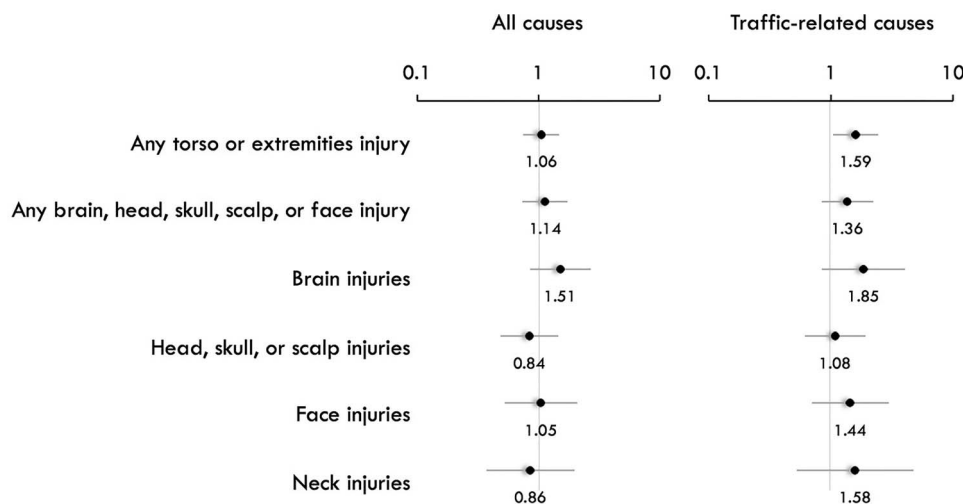 All causes Traffic-related causes
0.1 1 10 0.1 1 10
Any torso or extremities injury
1.06 1.59
Any brain, head, skull, scalp, or face injury
1.14 1.36
Brain injuries
1.51 1.85
Head, skull, or scalp injuries
0.84 1.08
Face injuries
1.05 1.44
Neck injuries
0.86 1.58